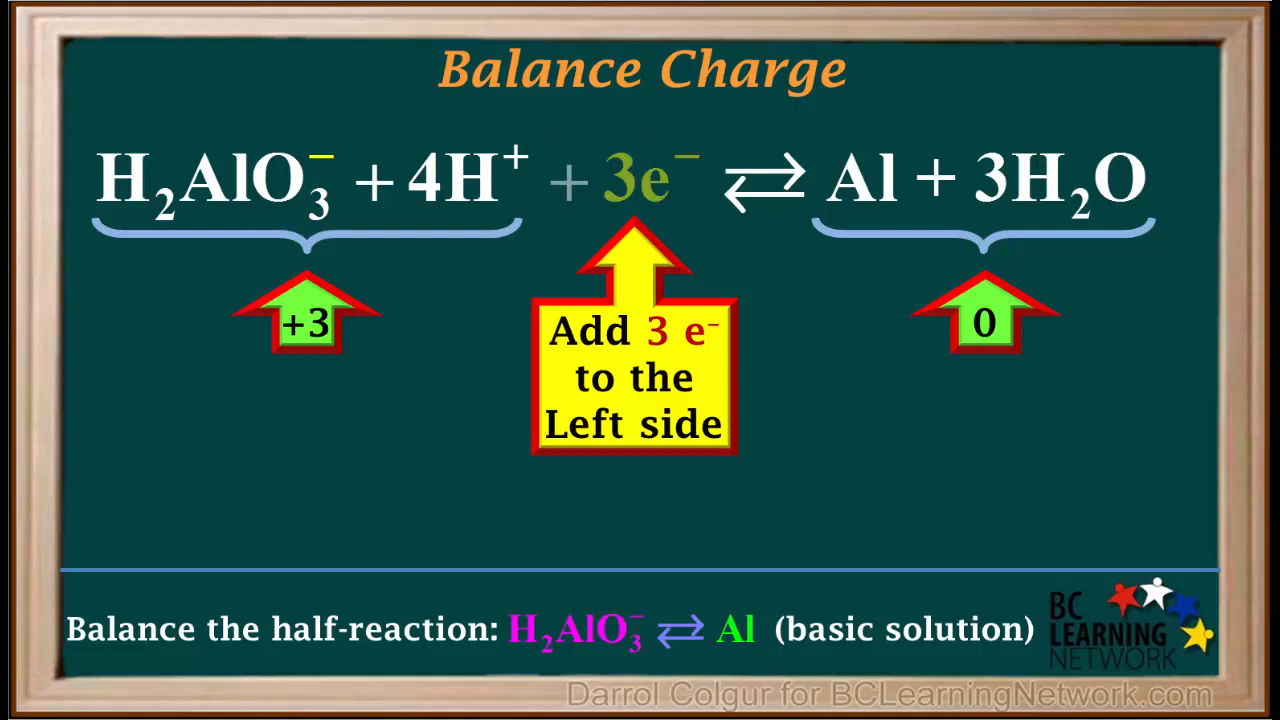 Balance Charge
H₂AlO₃⁻ + 4H⁺ + 3e⁻ ⇄ Al + 3H₂O
+3
Add 3 e⁻
to the
Left side
0
Balance the half-reaction: H₂AlO₃⁻ ⇄ Al (basic solution)
BC
LEARNING
NETWORK
Darrol Colgur for BCLearningNetwork.com